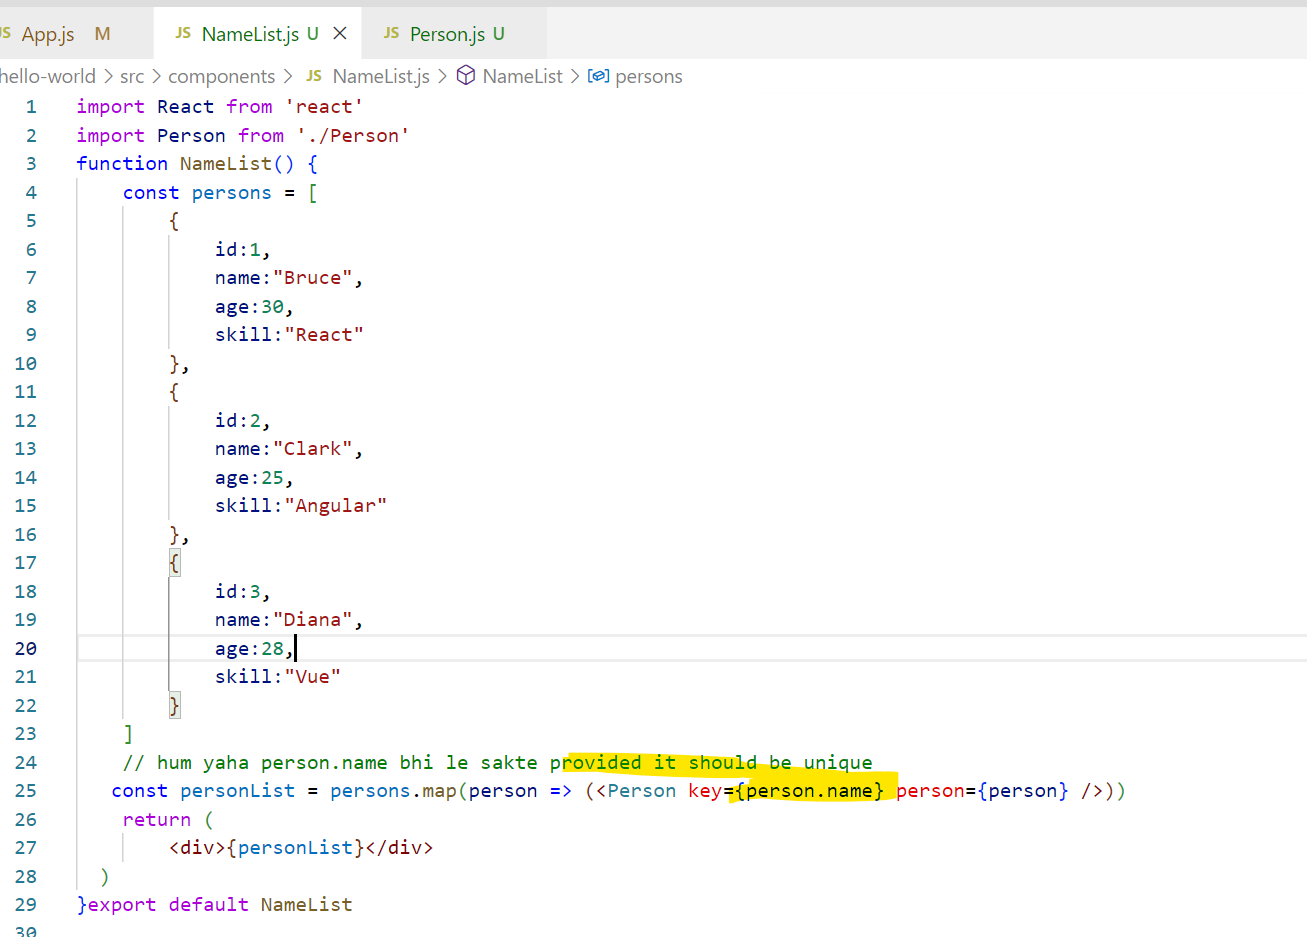 JS App.js M JS NameList.js U × JS Person.js U
hello-world > src > components > JS NameList.js > NameList > persons
1 import React from 'react'
2 import Person from './Person'
3 function NameList() {
4 const persons = [
5 {
6 id:1,
7 name:"Bruce",
8 age:30,
9 skill:"React"
10 },
11 {
12 id:2,
13 name:"Clark",
14 age:25,
15 skill:"Angular"
16 },
17 {
18 id:3,
19 name:"Diana",
20 age:28,
21 skill:"Vue"
22 }
23 ]
24 // hum yaha person.name bhi le sakte provided it should be unique
25 const personList = persons.map(person => (<Person key={person.name} person={person} />))
26 return (
27 <div>{personList}</div>
28 )
29 }export default NameList
30